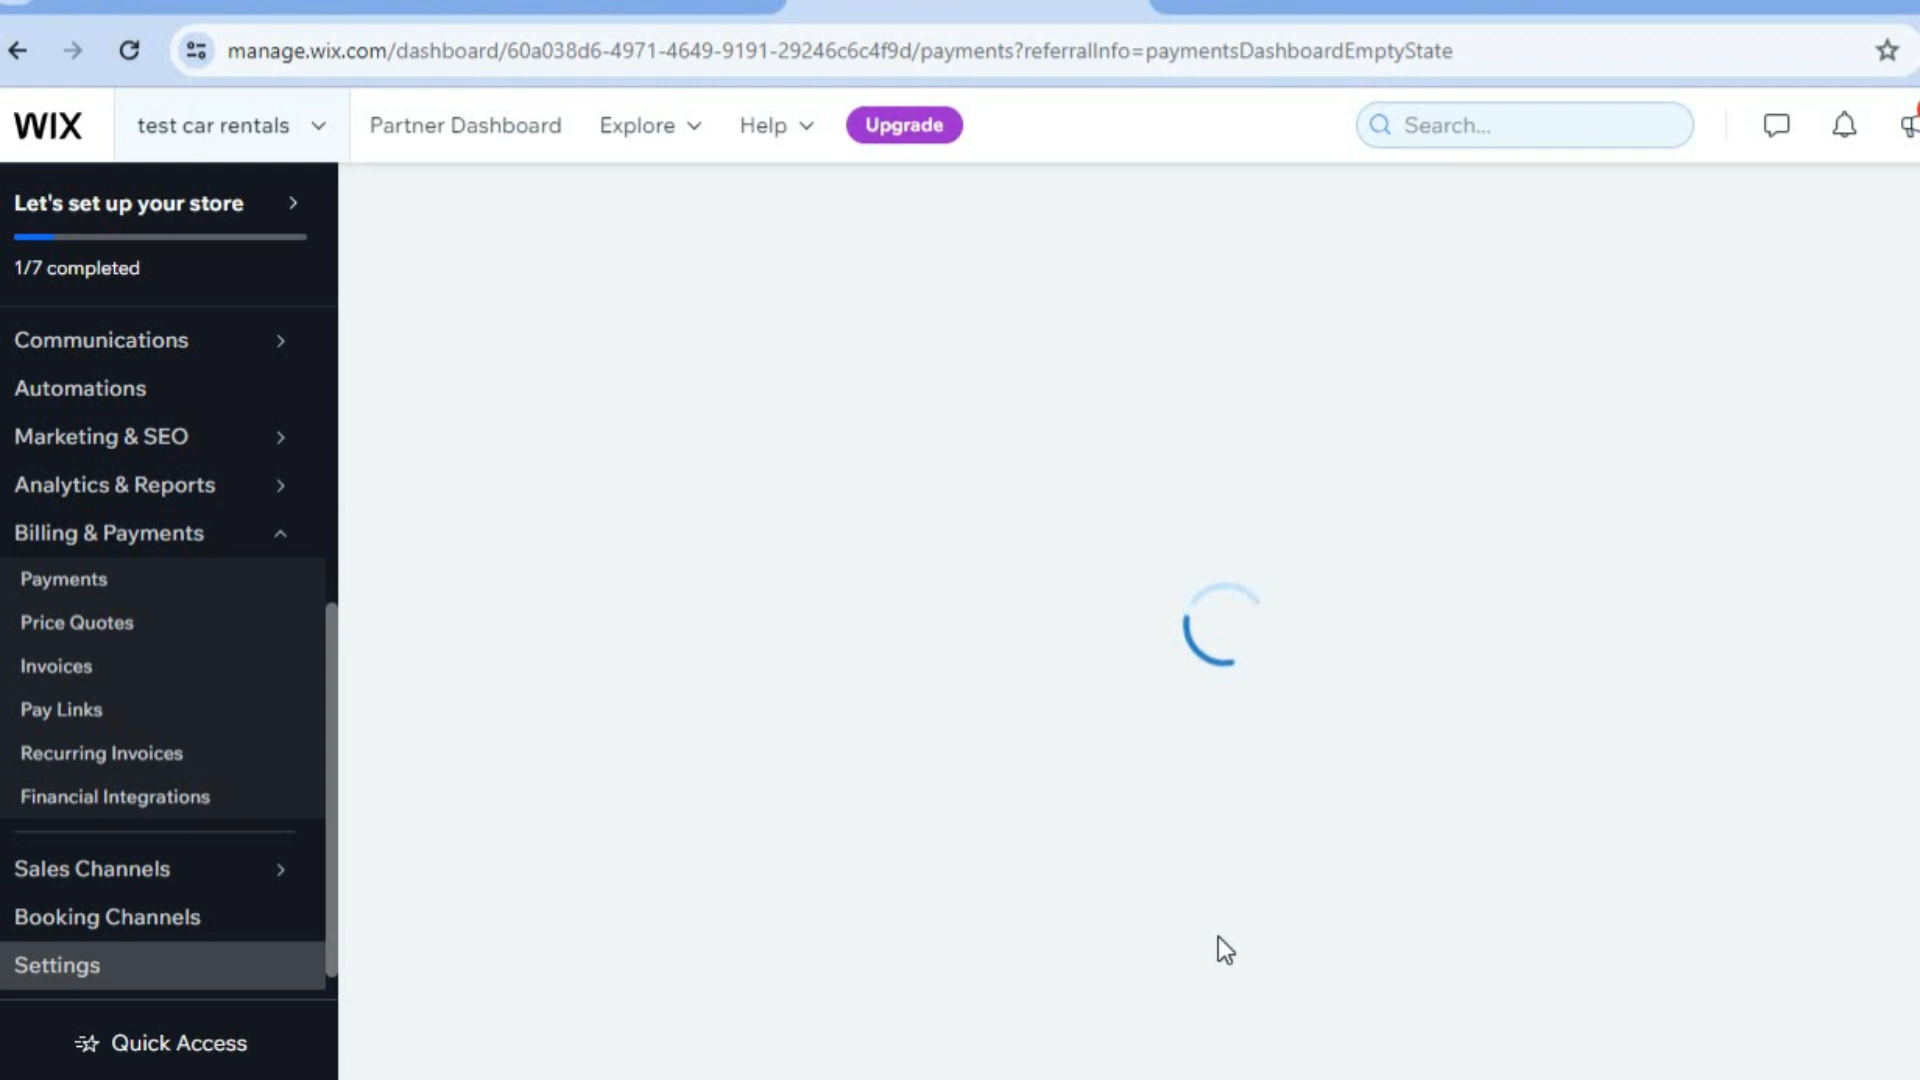 manage.wix.com/dashboard/60a038d6-4971-4649-9191-29246c6c4f9d/payments?referralInfo=paymentsDashboardEmptyState
WIX
test car rentals
Partner Dashboard
Explore
Help
Upgrade
Search...
Let's set up your store
1/7 completed
Communications
Automations
Marketing & SEO
Analytics & Reports
Billing & Payments
Payments
Price Quotes
Invoices
Pay Links
Recurring Invoices
Financial Integrations
Sales Channels
Booking Channels
Settings
Quick Access